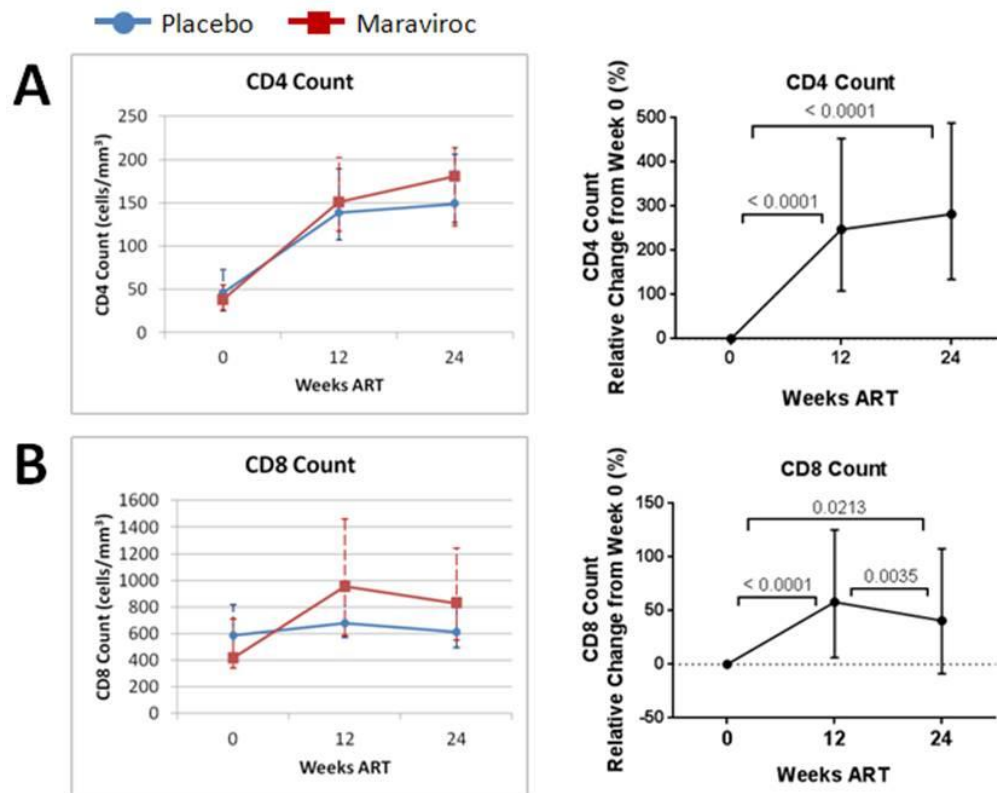 Placebo Maraviroc
A
CD4 Count
CD4 Count (cells/mm³)
250
200
150
100
50
0
0 12 24
Weeks ART
CD4 Count
CD4 Count
Relative Change from Week 0 (%)
500
400
300
200
100
0
< 0.0001
< 0.0001
0 12 24
Weeks ART
B
CD8 Count
CD8 Count (cells/mm³)
1600
1400
1200
1000
800
600
400
200
0
0 12 24
Weeks ART
CD8 Count
CD8 Count
Relative Change from Week 0 (%)
150
100
50
0
-50
0.0213
< 0.0001
0.0035
0 12 24
Weeks ART